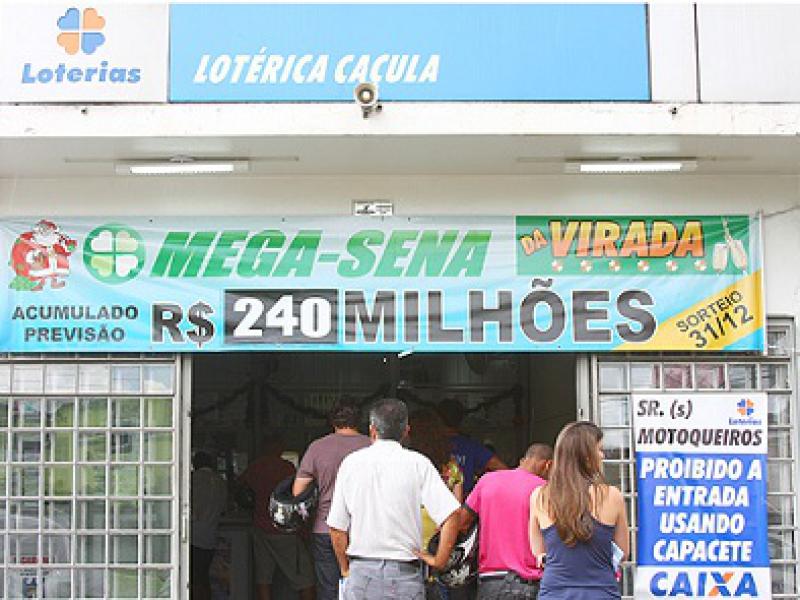 Loterias
LOTÉRICA CAÇULA
MEGA-SENA
DA VIRADA
ACUMULADO
PREVISÃO
R$ 240 MILHÕES
SORTEIO
31/12
SR. (s)
Loterias
MOTOQUEIROS
PROIBIDO A
ENTRADA
USANDO
CAPACETE
CAIXA